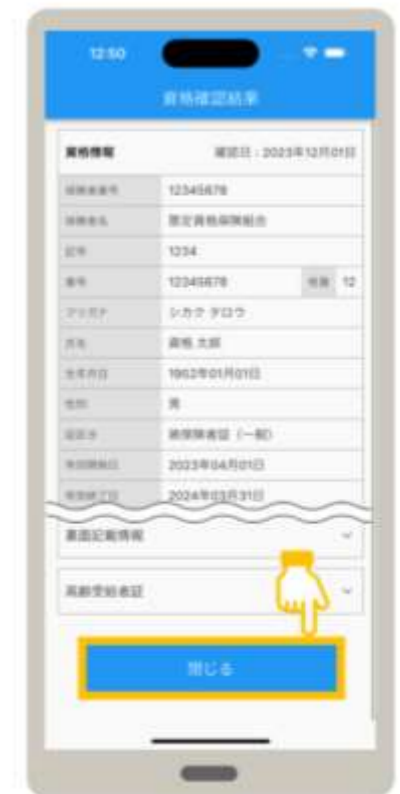 12:50
資格確認結果
資格情報 確認日:2023年12月01日
保険者番号 12345678
保険者名 限定資格保険組合
記号 1234
番号 12345678 枝番 12
フリガナ シカク タロウ
氏名 資格 太郎
生年月日 1962年01月01日
性別 男
証区分 被保険者証(一般)
有効開始日 2023年04月01日
有効終了日 2024年03月31日
裏面記載情報
高齢受給者証
閉じる